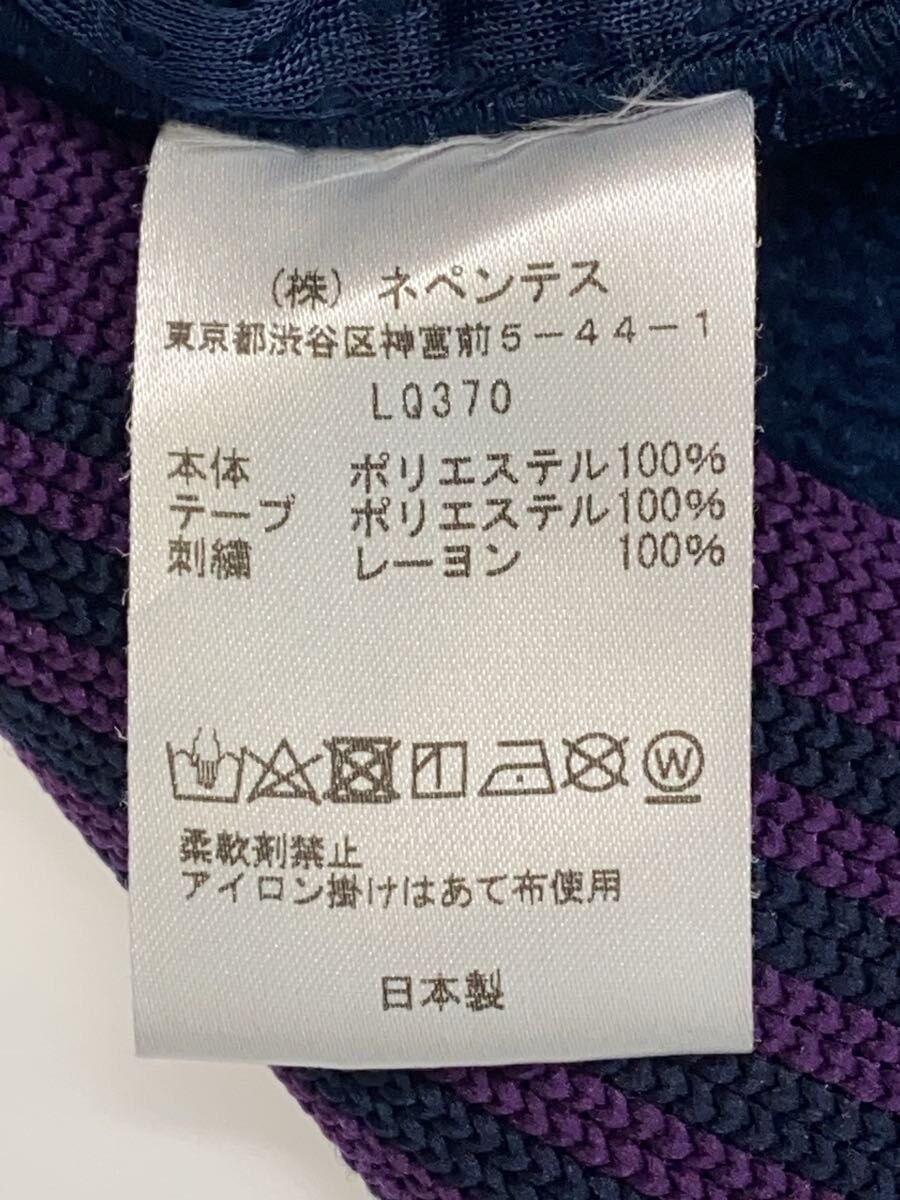 （株）ネペンテス
東京都渋谷区神宮前5－44－1
LQ370
本体 ポリエステル100%
テープ ポリエステル100%
刺繍 レーヨン 100%
W
柔軟剤禁止
アイロン掛けはあて布使用
日本製